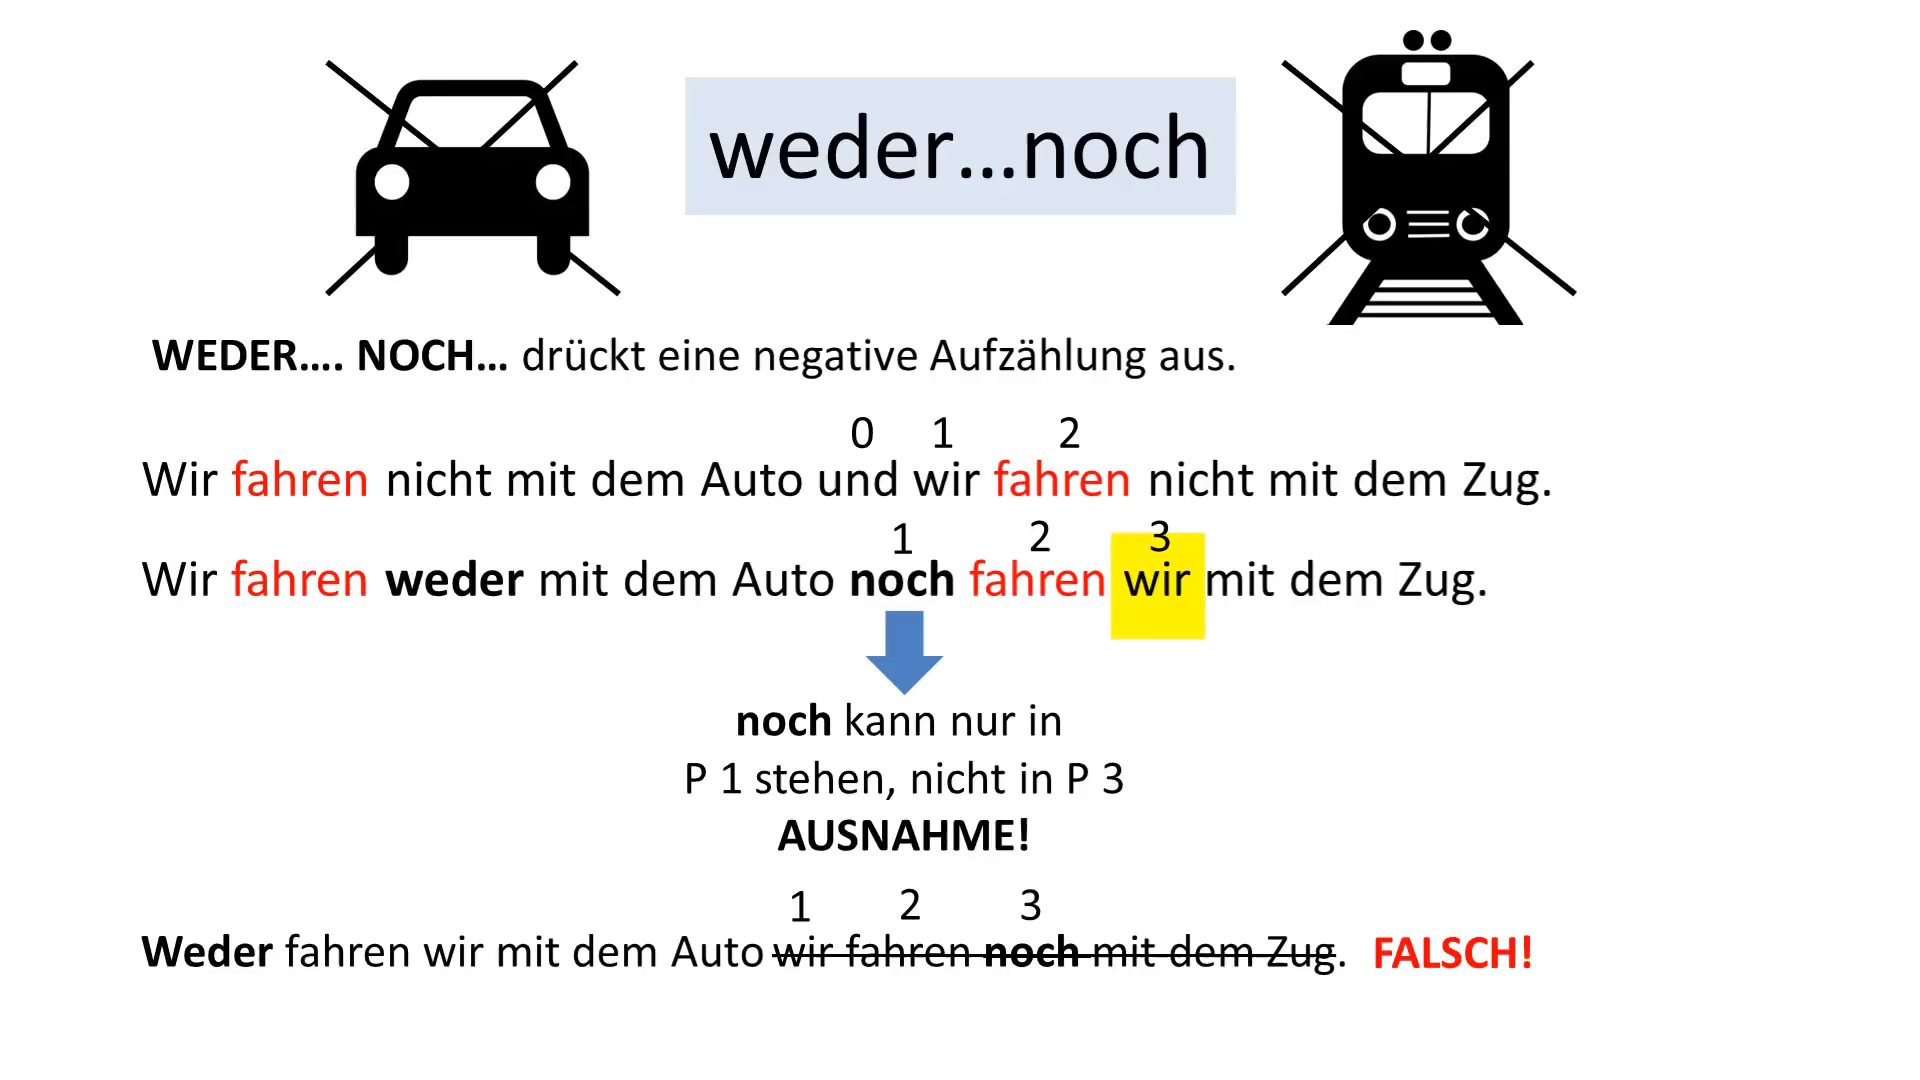 weder...noch
WEDER.... NOCH... drückt eine negative Aufzählung aus.
0 1 2
Wir fahren nicht mit dem Auto und wir fahren nicht mit dem Zug.
1 2 3
Wir fahren weder mit dem Auto noch fahren wir mit dem Zug.
noch kann nur in
P 1 stehen, nicht in P 3
AUSNAHME!
1 2 3
Weder fahren wir mit dem Auto wir fahren noch mit dem Zug. FALSCH!